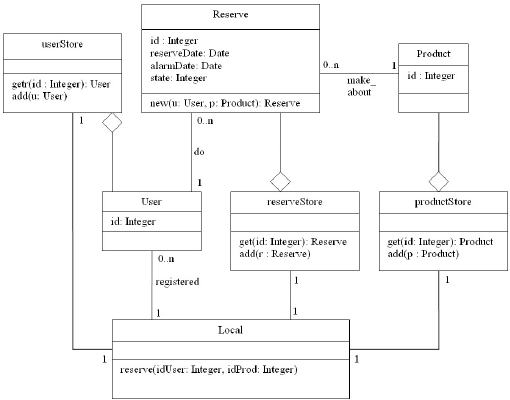 Reserve
id : Integer
reserveDate: Date
alarmDate: Date
state: Integer
new(u: User, p: Product): Reserve
userStore
getr(id : Integer): User
add(u: User)
Product
id : Integer
0..n
1
make_
about
1
0..n
do
1
User
id: Integer
reserveStore
get(id: Integer): Reserve
add(r : Reserve)
productStore
get(id: Integer): Product
add(p : Product)
0..n
registered
1
1
1
1
Local
reserve(idUser: Integer, idProd: Integer)
1
1